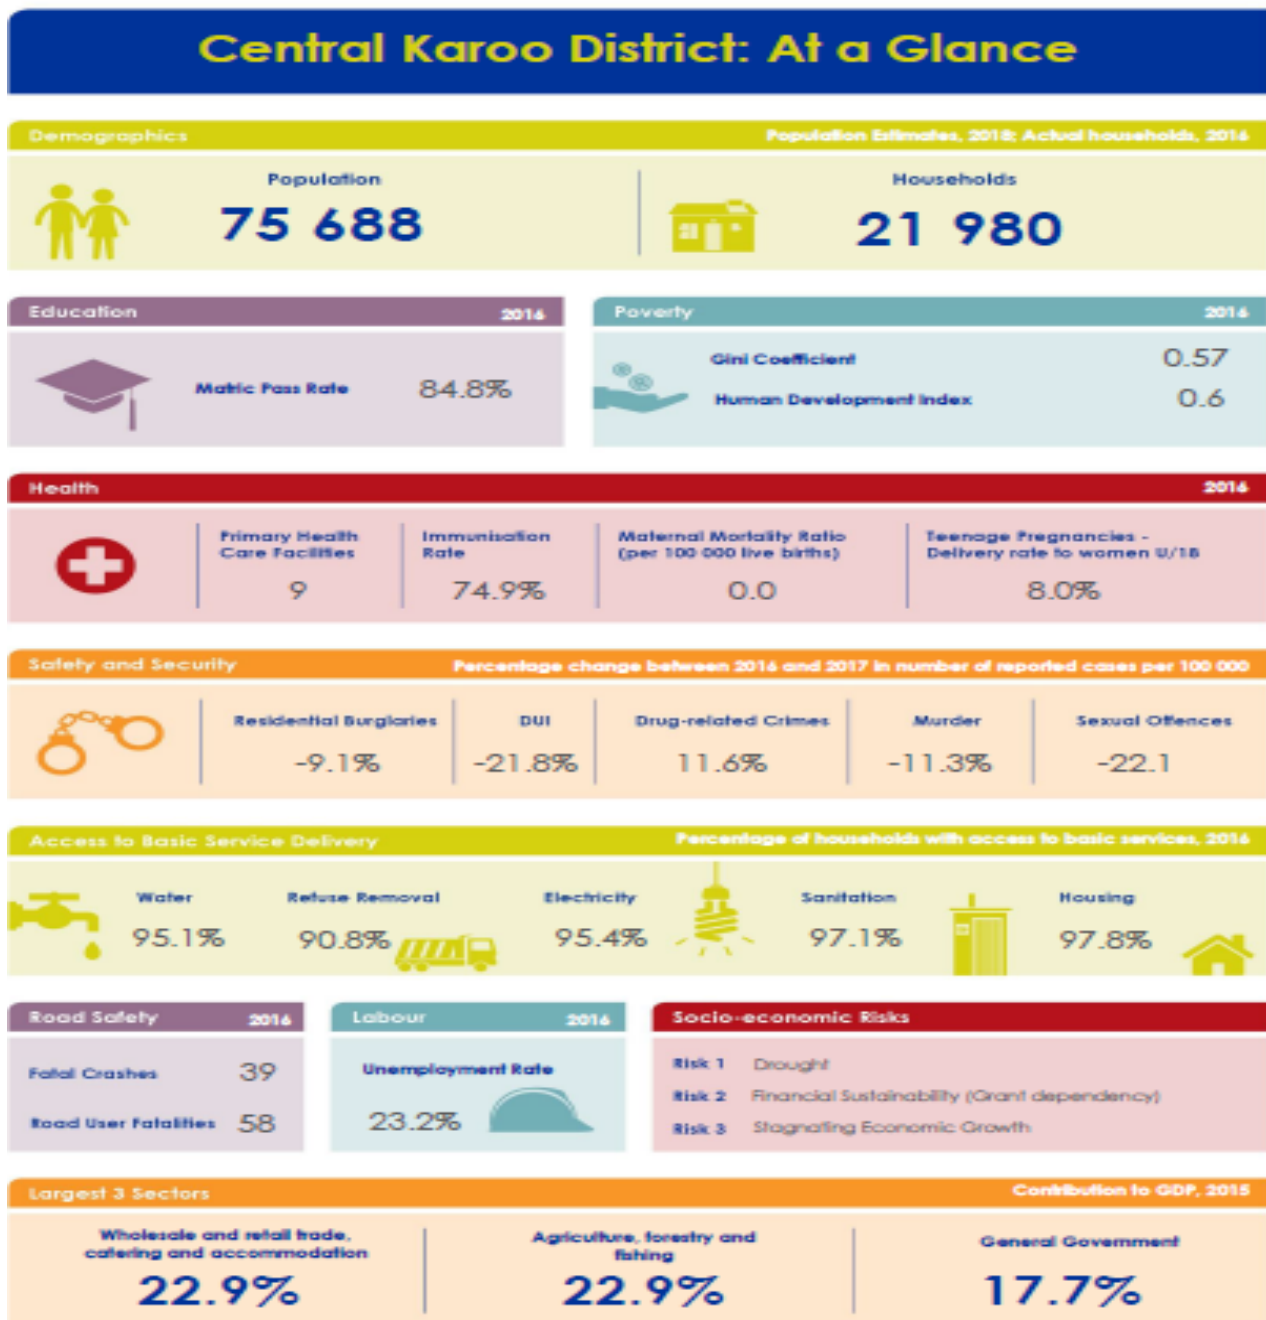 Central Karoo District: At a Glance
Demographics
Population Estimates, 2018; Actual households, 2016
Population
75 688
Households
21 980
Education
2016
Matric Pass Rate
84.8%
Poverty
2016
Gini Coefficient
0.57
Human Development Index
0.6
Health
2016
Primary Health
Care Facilities
9
Immunisation
Rate
74.9%
Maternal Mortality Ratio
(per 100 000 live births)
0.0
Teenage Pregnancies -
Delivery rate to women U/18
8.0%
Safety and Security
Percentage change between 2016 and 2017 in number of reported cases per 100 000
Residential Burglaries
-9.1%
DUI
-21.8%
Drug-related Crimes
11.6%
Murder
-11.3%
Sexual Offences
-22.1
Access to Basic Service Delivery
Percentage of households with access to basic services, 2016
Water
95.1%
Refuse Removal
90.8%
Electricity
95.4%
Sanitation
97.1%
Housing
97.8%
Road Safety
2016
Fatal Crashes
39
Road User Fatalities
58
Labour
2016
Unemployment Rate
23.2%
Socio-economic Risks
Risk 1 Drought
Risk 2 Financial Sustainability (Grant dependency)
Risk 3 Stagnating Economic Growth
Largest 3 Sectors
Contribution to GDP, 2015
Wholesale and retail trade,
catering and accommodation
22.9%
Agriculture, forestry and
fishing
22.9%
General Government
17.7%